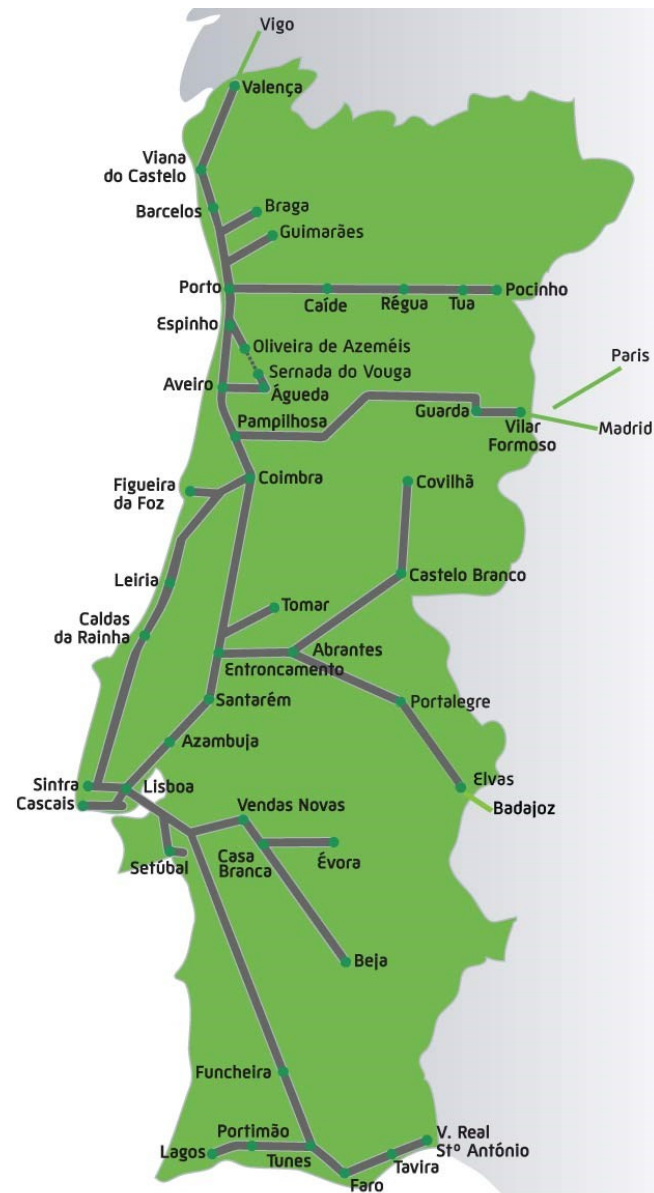 Vigo
Valença
Viana
do Castelo
Barcelos
Braga
Guimarães
Porto
Caíde
Régua
Tua
Pocinho
Espinho
Oliveira de Azeméis
Sernada do Vouga
Aveiro
Águeda
Paris
Pampilhosa
Guarda
Vilar
Formoso
Madrid
Figueira
da Foz
Coimbra
Covilhã
Leiria
Castelo Branco
Tomar
Caldas
da Rainha
Entroncamento
Abrantes
Santarém
Portalegre
Azambuja
Sintra
Lisboa
Elvas
Cascais
Badajoz
Vendas Novas
Setúbal
Casa
Branca
Évora
Beja
Funcheira
Portimão
Lagos
Tunes
V. Real
Stº António
Tavira
Faro